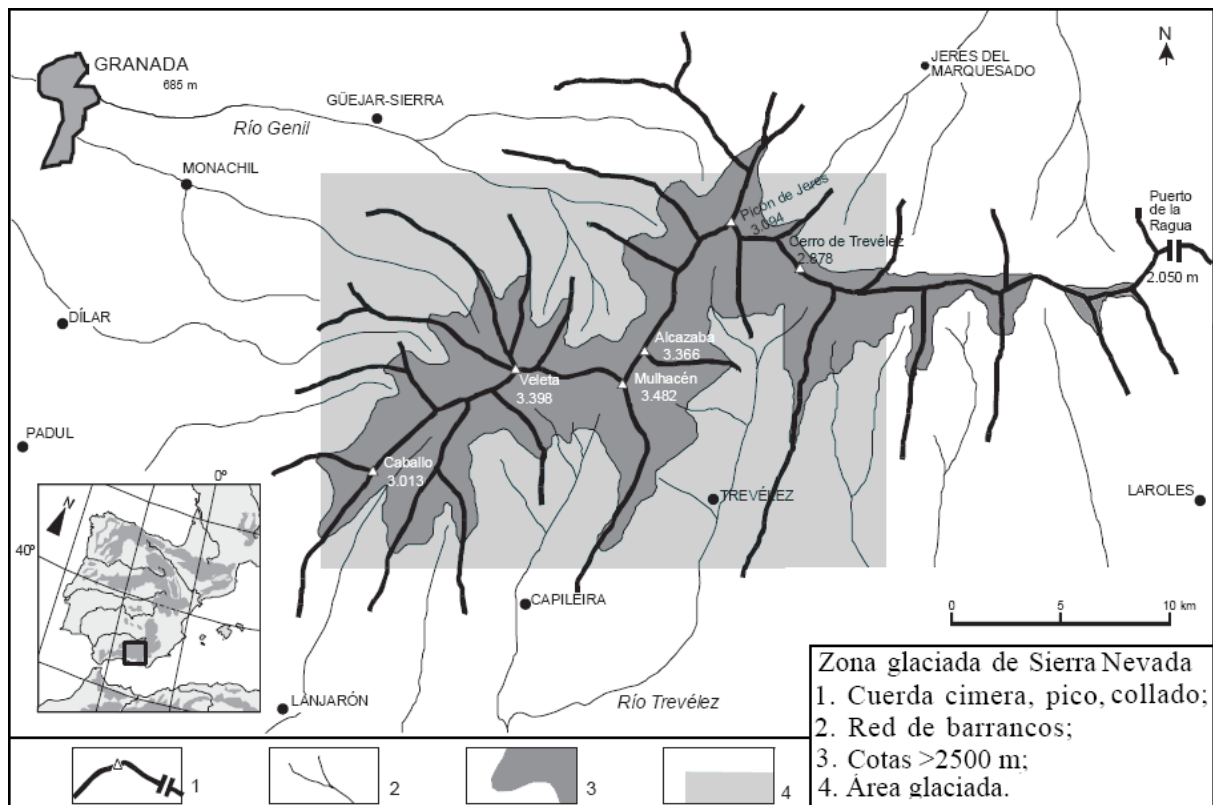 GRANADA
685 m
N
JERES DEL
MARQUESADO
GÜEJAR-SIERRA
Río Genil
MONACHIL
Picón de Jeres
3.094
Puerto
de la
Ragua
Cerro de Trevélez
2.878
2.050 m
DÍLAR
Alcazaba
3.366
Veleta
3.398
Mulhacén
3.482
PADUL
Caballo
3.013
0º
N
TREVÉLEZ
LAROLES
40º
CAPILEIRA
0 5 10 km
LANJARÓN
Río Trevélez
Zona glaciada de Sierra Nevada
1. Cuerda cimera, pico, collado;
2. Red de barrancos;
3. Cotas >2500 m;
4. Área glaciada.
1
2
3
4